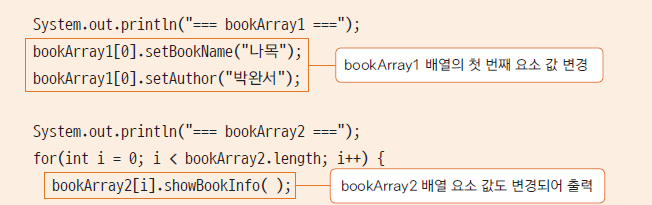 System.out.println("=== bookArray1 ===");
bookArray1[0].setBookName("나목");
bookArray1[0].setAuthor("박완서");
bookArray1 배열의 첫 번째 요소 값 변경
System.out.println("=== bookArray2 ===");
for(int i = 0; i < bookArray2.length; i++) {
bookArray2[i].showBookInfo( );
bookArray2 배열 요소 값도 변경되어 출력